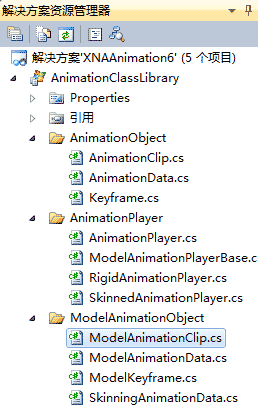 解决方案资源管理器
解决方案'XNAAnimation6' (5 个项目)
AnimationClassLibrary
Properties
引用
AnimationObject
AnimationClip.cs
AnimationData.cs
Keyframe.cs
AnimationPlayer
AnimationPlayer.cs
ModelAnimationPlayerBase.c
RigidAnimationPlayer.cs
SkinnedAnimationPlayer.cs
ModelAnimationObject
ModelAnimationClip.cs
ModelAnimationData.cs
ModelKeyframe.cs
SkinningAnimationData.cs